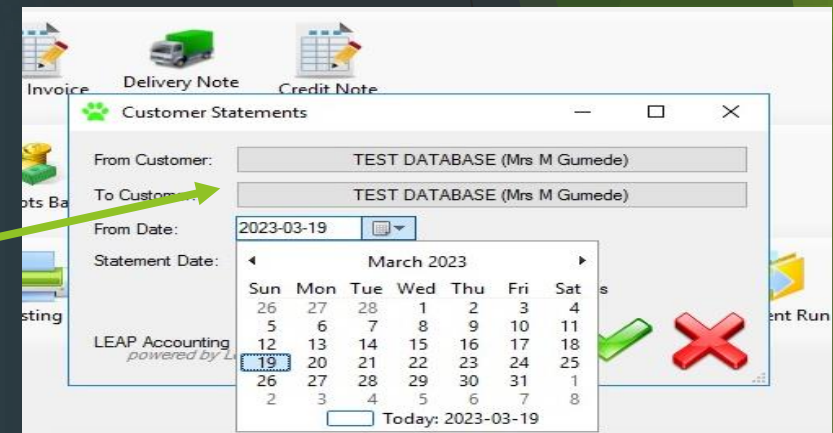 Invoice
Delivery Note
Credit Note
Customer Statements
From Customer: TEST DATABASE (Mrs M Gumede)
To Customer: TEST DATABASE (Mrs M Gumede)
From Date: 2023-03-19
Statement Date:
March 2023
Sun Mon Tue Wed Thu Fri Sat
26 27 28 1 2 3 4
5 6 7 8 9 10 11
12 13 14 15 16 17 18
19 20 21 22 23 24 25
26 27 28 29 30 31 1
2 3 4 5 6 7 8
Today: 2023-03-19
LEAP Accounting
powered by
Run